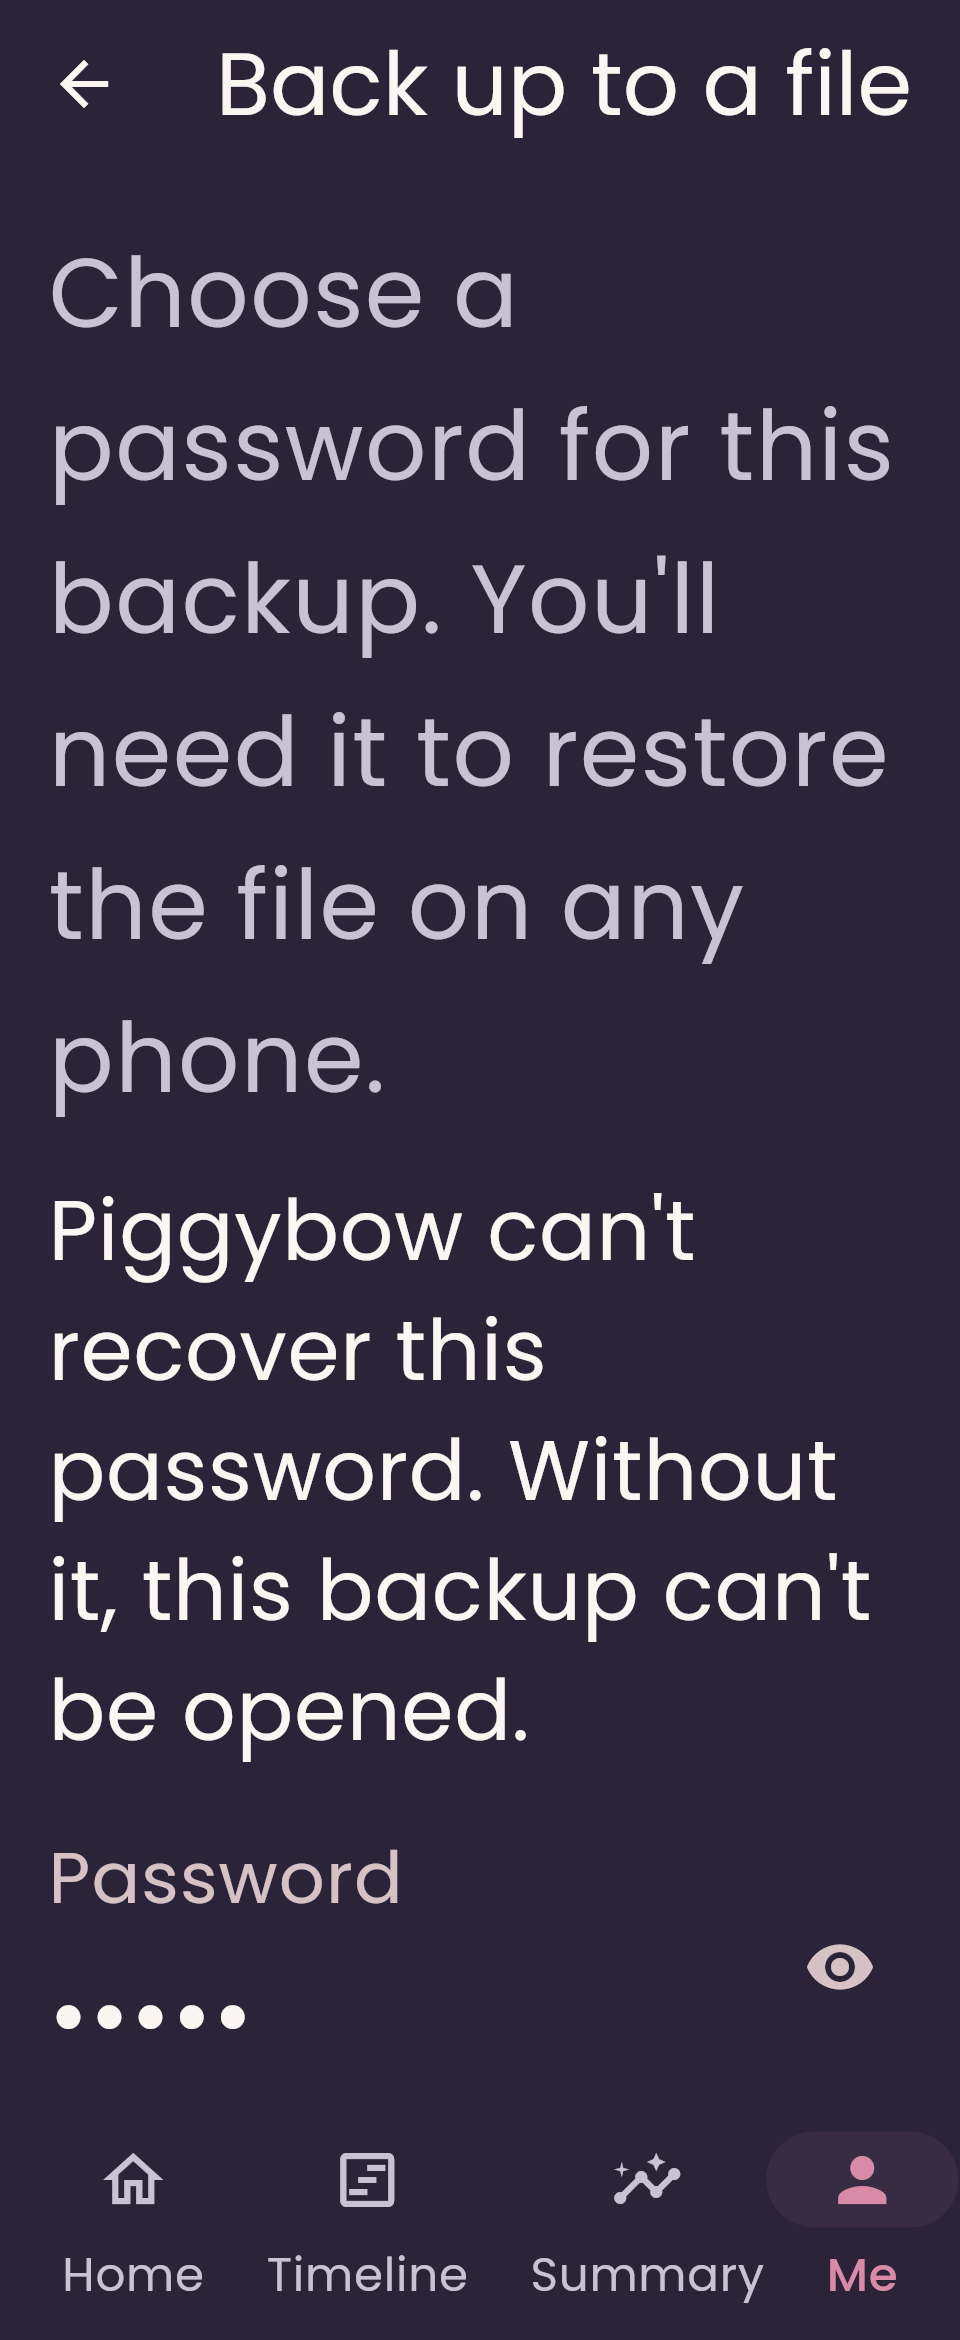 Back up to a file
Choose a
password for this
backup. You'll
need it to restore
the file on any
phone.
Piggybow can't
recover this
password. Without
it, this backup can't
be opened.
Password
•••••
Home
Timeline
Summary
Me